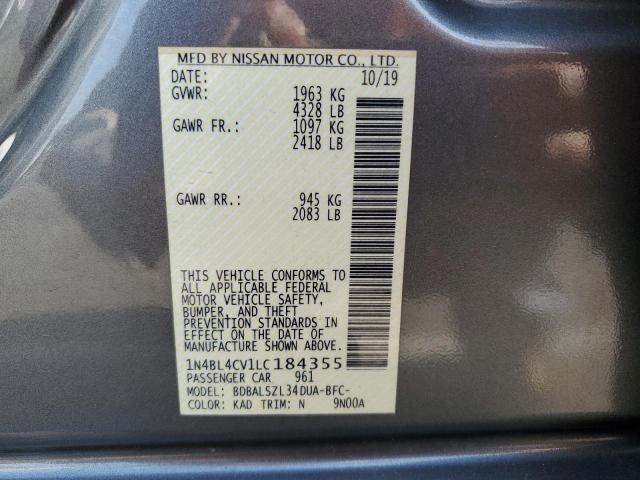 MFD BY NISSAN MOTOR CO., LTD.
DATE: 10/19
GVWR: 1963 KG
4328 LB
GAWR FR.: 1097 KG
2418 LB
GAWR RR.: 945 KG
2083 LB
THIS VEHICLE CONFORMS TO
ALL APPLICABLE FEDERAL
MOTOR VEHICLE SAFETY,
BUMPER, AND THEFT
PREVENTION STANDARDS IN
EFFECT ON THE DATE OF
MANUFACTURE SHOWN ABOVE.
1N4BL4CV1LC184355
PASSENGER CAR 961
MODEL: BDBALSZL34DUA-BFC-
COLOR: KAD TRIM: N 9N00A